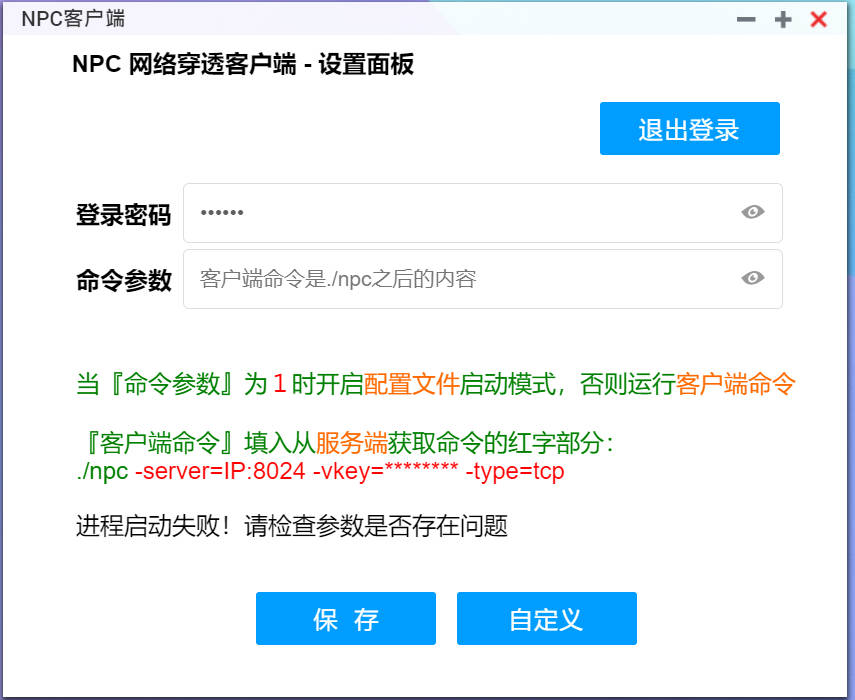 NPC客户端
NPC 网络穿透客户端 - 设置面板
退出登录
登录密码 ••••••
命令参数 客户端命令是./npc之后的内容
当『命令参数』为 1 时开启配置文件启动模式，否则运行客户端命令
『客户端命令』填入从服务端获取命令的红字部分：
./npc -server=IP:8024 -vkey=******** -type=tcp
进程启动失败！请检查参数是否存在问题
保 存 自定义